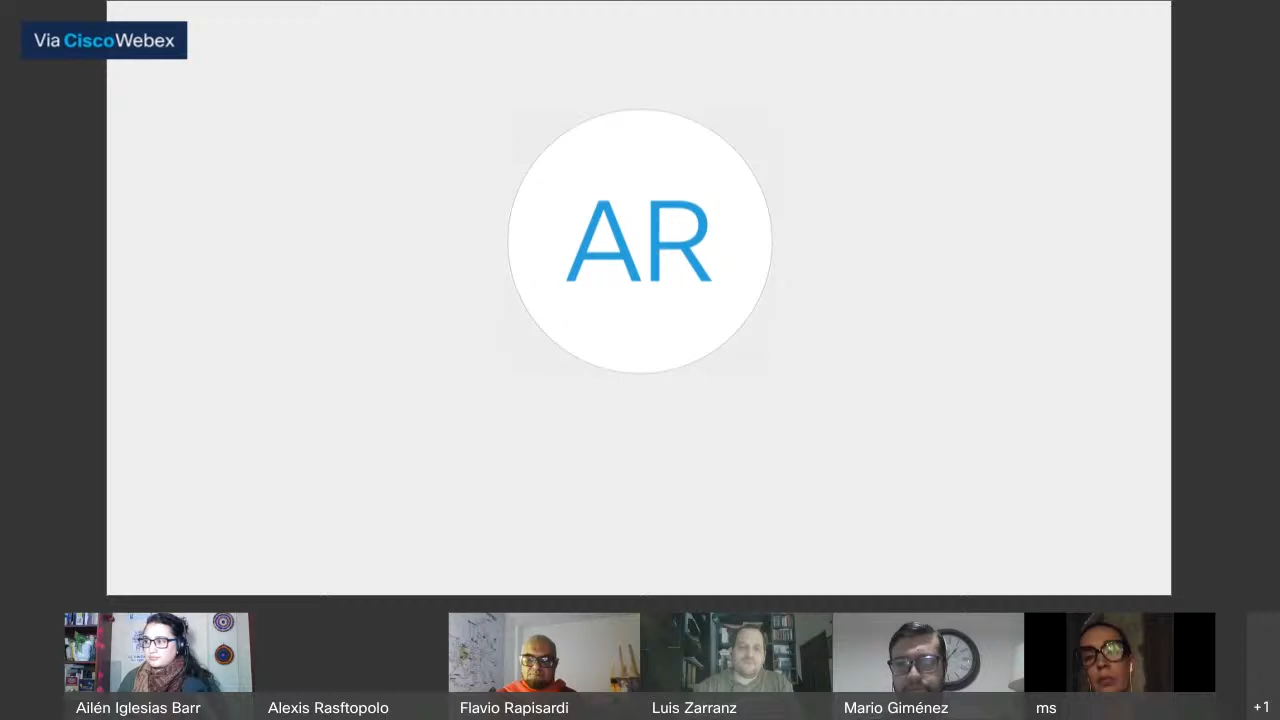 Via CiscoWebex
AR
Ailén Iglesias Barr
Alexis Rasftopolo
Flavio Rapisardi
Luis Zarranz
Mario Giménez
ms
+1